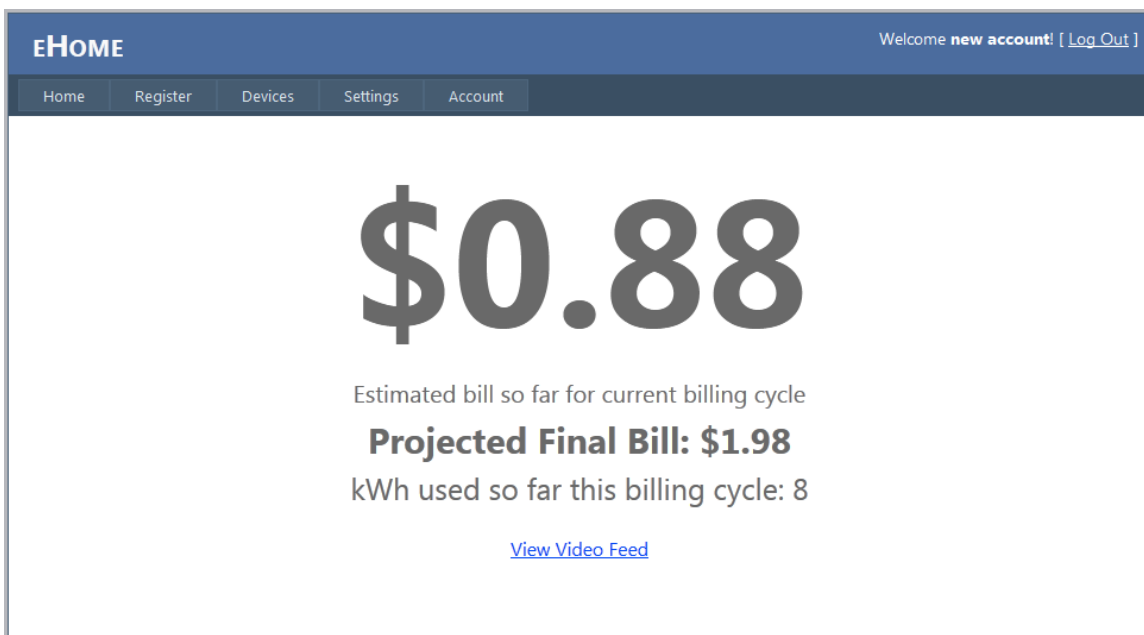 EHOME
Welcome new account! [ Log Out ]
Home Register Devices Settings Account
$0.88
Estimated bill so far for current billing cycle
Projected Final Bill: $1.98
kWh used so far this billing cycle: 8
View Video Feed